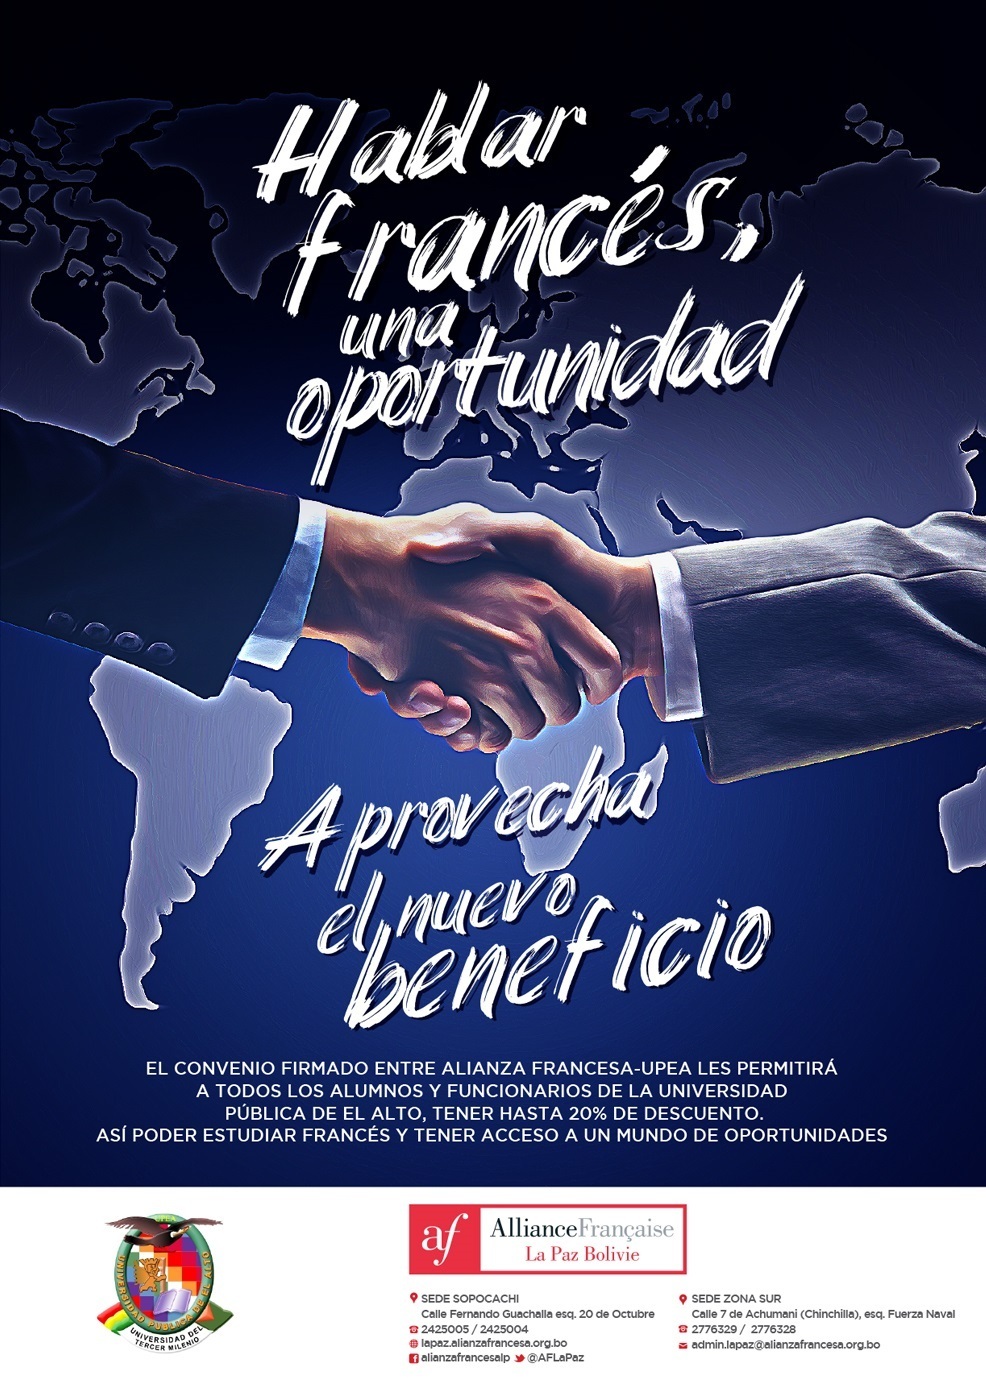 Hablar
francés,
una
oportunidad
Aprovecha
el nuevo
beneficio
EL CONVENIO FIRMADO ENTRE ALIANZA FRANCESA-UPEA LES PERMITIRÁ
A TODOS LOS ALUMNOS Y FUNCIONARIOS DE LA UNIVERSIDAD
PÚBLICA DE EL ALTO, TENER HASTA 20% DE DESCUENTO.
ASÍ PODER ESTUDIAR FRANCÉS Y TENER ACCESO A UN MUNDO DE OPORTUNIDADES
UPEA
UNIVERSIDAD PUBLICA DE EL ALTO
UNIVERSIDAD DEL
TERCER MILENIO
af
AllianceFrançaise
La Paz Bolivie
SEDE SOPOCACHI
Calle Fernando Guachalla esq. 20 de Octubre
2425005 / 2425004
lapaz.alianzafrancesa.org.bo
alianzafrancesalp @AFLaPaz
SEDE ZONA SUR
Calle 7 de Achumani (Chinchilla), esq. Fuerza Naval
2776329 / 2776328
admin.lapaz@alianzafrancesa.org.bo